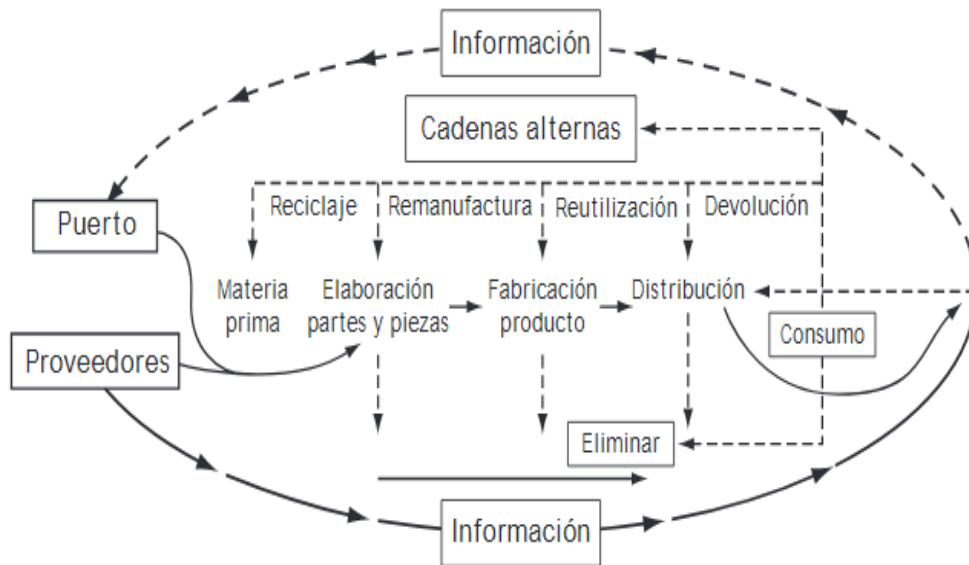 Información
Cadenas alternas
Reciclaje
Remanufactura
Reutilización
Devolución
Puerto
Materia
prima
Elaboración
partes y piezas
Fabricación
producto
Distribución
Consumo
Proveedores
Eliminar
Información